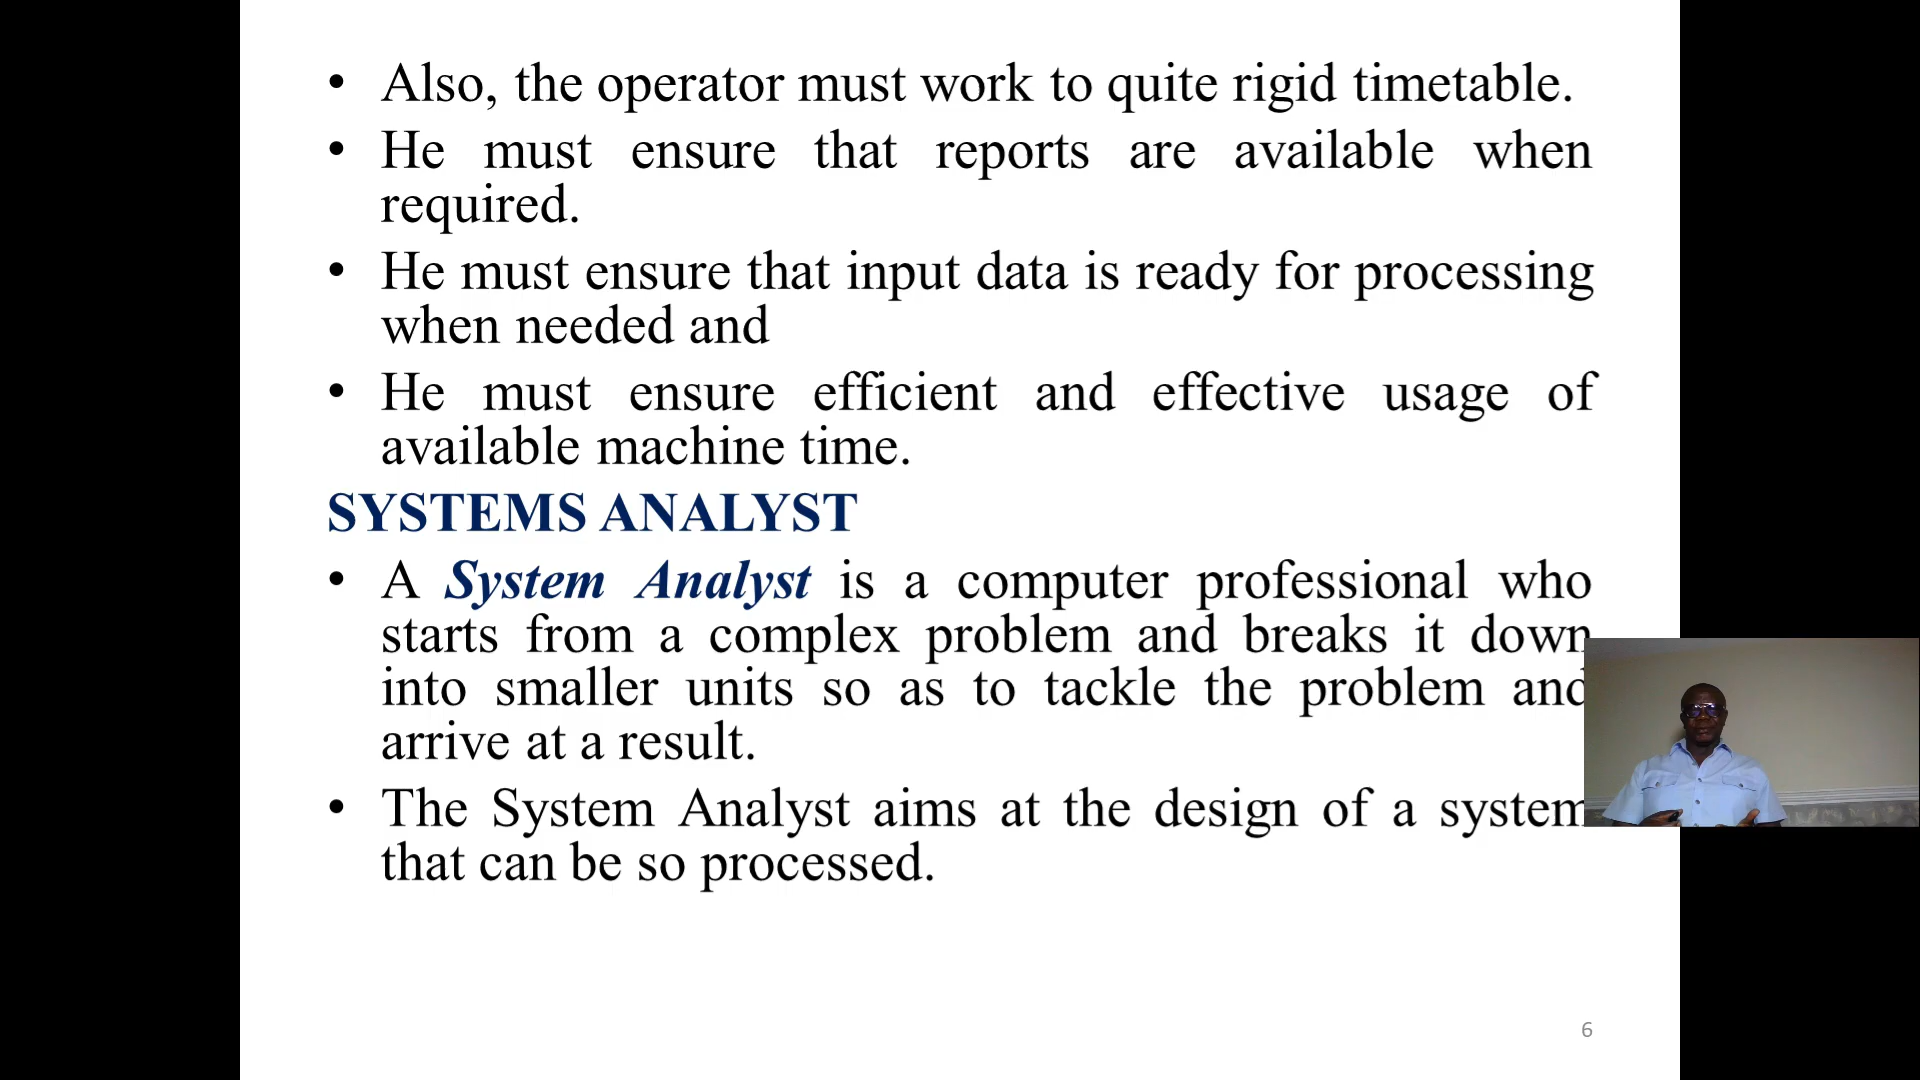 • Also, the operator must work to quite rigid timetable.
• He must ensure that reports are available when
required.
• He must ensure that input data is ready for processing
when needed and
• He must ensure efficient and effective usage of
available machine time.
SYSTEMS ANALYST
• A System Analyst is a computer professional who
starts from a complex problem and breaks it down
into smaller units so as to tackle the problem and
arrive at a result.
• The System Analyst aims at the design of a system
that can be so processed.
6